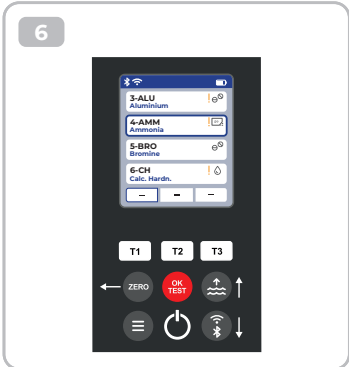 6
3-ALU
Aluminium
4-AMM
Ammonia
5-BRO
Bromine
6-CH
Calc. Hardn.
T1 T2 T3
ZERO
OK
TEST